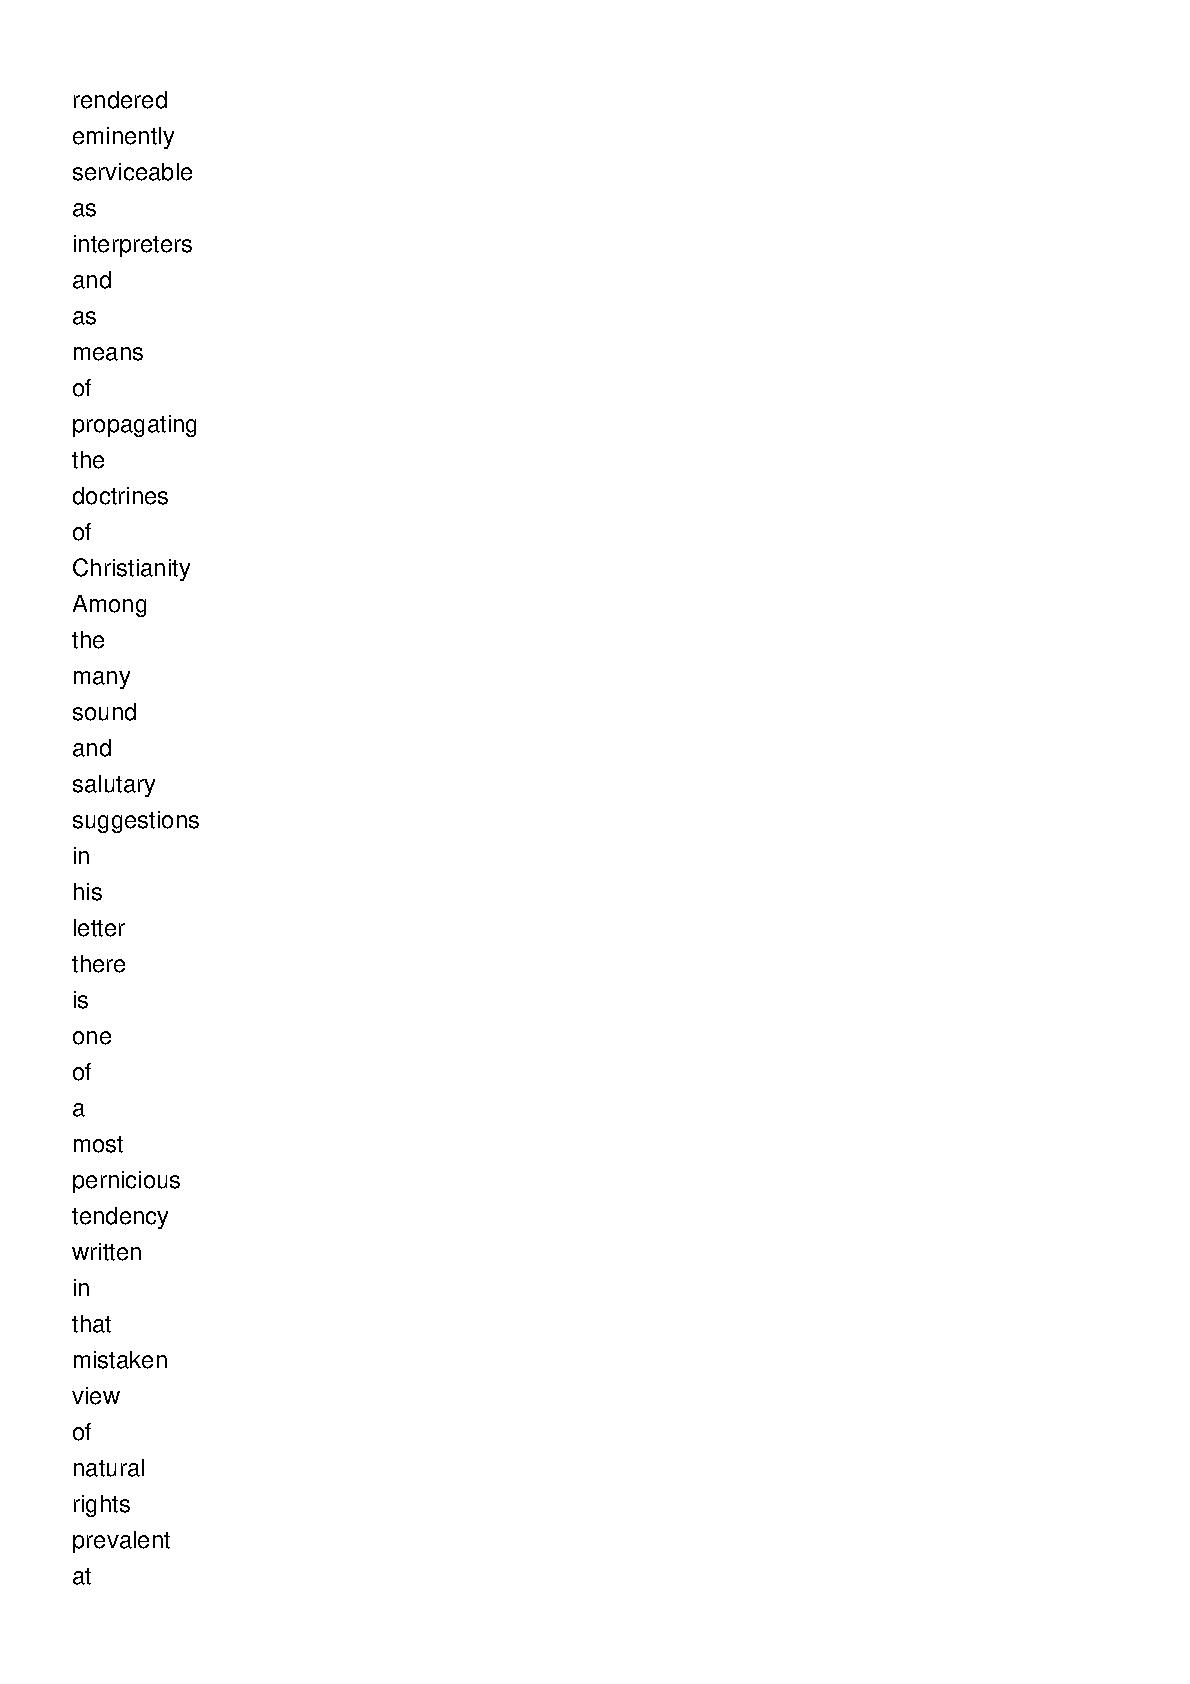 rendered
eminently
serviceable
as
interpreters
and
as
means
of
propagating
the
doctrines
of
Christianity
Among
the
many
sound
and
salutary
suggestions
in
his
letter
there
is
one
of
a
most
pernicious
tendency
written
in
that
mistaken
view
of
natural
rights
prevalent
at